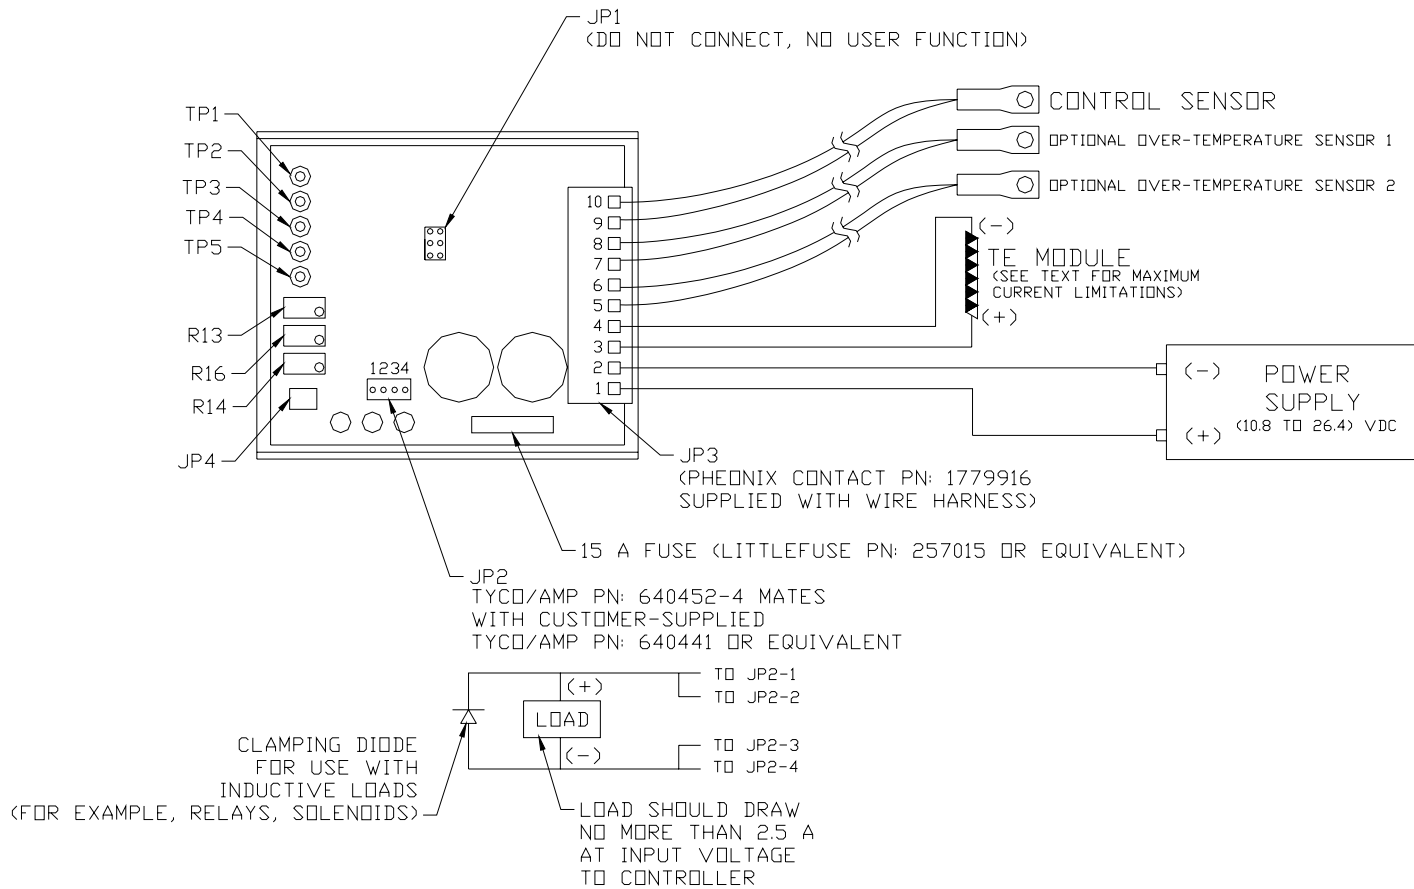 JP1
(DO NOT CONNECT, NO USER FUNCTION)
TP1
TP2
TP3
TP4
TP5
R13
R16
R14
JP4
1234
10
9
8
7
6
5
4
3
2
1
CONTROL SENSOR
OPTIONAL OVER-TEMPERATURE SENSOR 1
OPTIONAL OVER-TEMPERATURE SENSOR 2
(-)
TE MODULE
(SEE TEXT FOR MAXIMUM
CURRENT LIMITATIONS)
(+)
(-)
POWER
SUPPLY
(10.8 TO 26.4) VDC
(+)
JP3
(PHEONIX CONTACT PN: 1779916
SUPPLIED WITH WIRE HARNESS)
15 A FUSE (LITTLEFUSE PN: 257015 OR EQUIVALENT)
JP2
TYCO/AMP PN: 640452-4 MATES
WITH CUSTOMER-SUPPLIED
TYCO/AMP PN: 640441 OR EQUIVALENT
TO JP2-1
(+)
TO JP2-2
LOAD
TO JP2-3
(-)
TO JP2-4
CLAMPING DIODE
FOR USE WITH
INDUCTIVE LOADS
(FOR EXAMPLE, RELAYS, SOLENOIDS)
LOAD SHOULD DRAW
NO MORE THAN 2.5 A
AT INPUT VOLTAGE
TO CONTROLLER